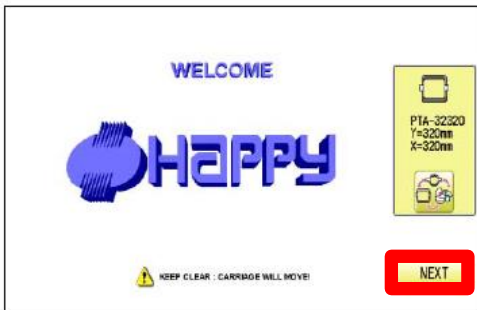 WELCOME
HAPPY
PTA-32320
Y=320mm
X=320mm
KEEP CLEAR : CARRIAGE WILL MOVE!
NEXT